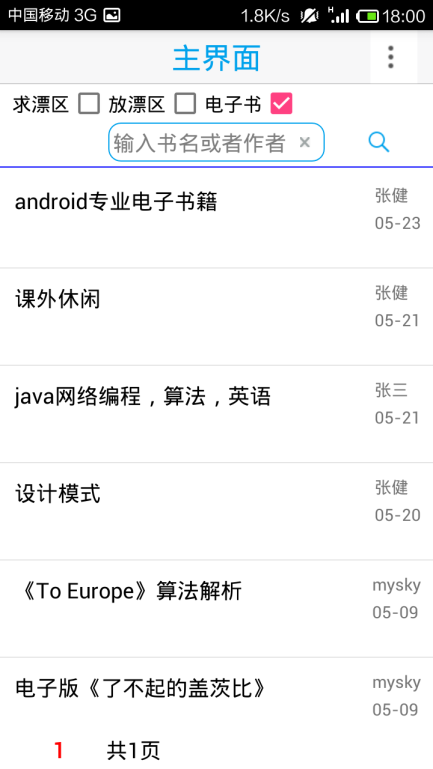 中国移动 3G 1.8K/s H 18:00
主界面
求漂区 放漂区 电子书
输入书名或者作者
android专业电子书籍 张健
05-23
课外休闲 张健
05-21
java网络编程，算法，英语 张三
05-21
设计模式 张健
05-20
《To Europe》算法解析 mysky
05-09
电子版《了不起的盖茨比》 mysky
05-09
1 共1页